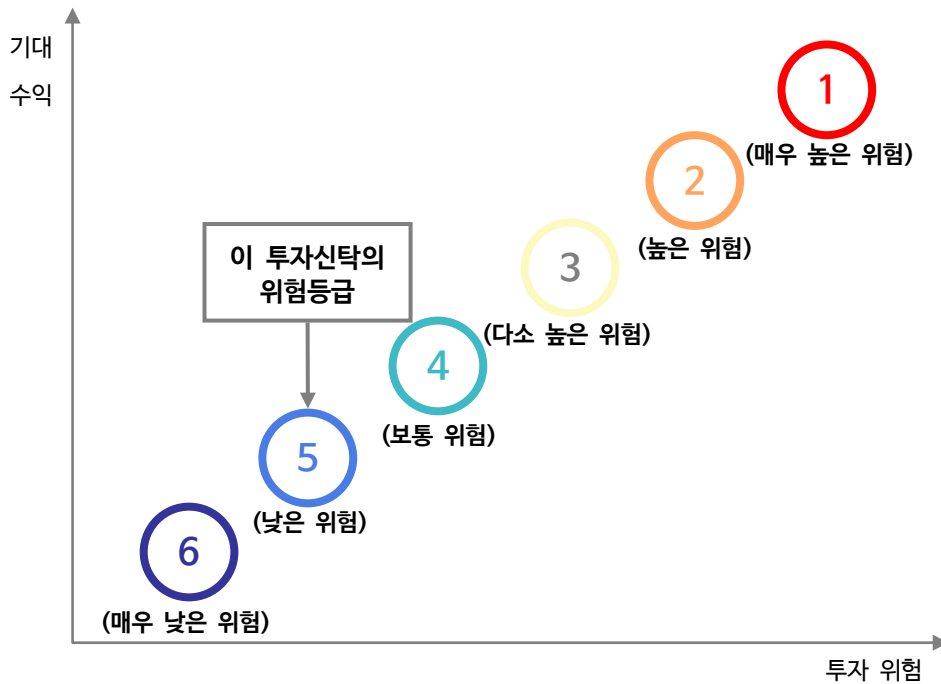 기대
수익
1
(매우 높은 위험)
2
(높은 위험)
이 투자신탁의
위험등급
3
(다소 높은 위험)
4
(보통 위험)
5
(낮은 위험)
6
(매우 낮은 위험)
투자 위험